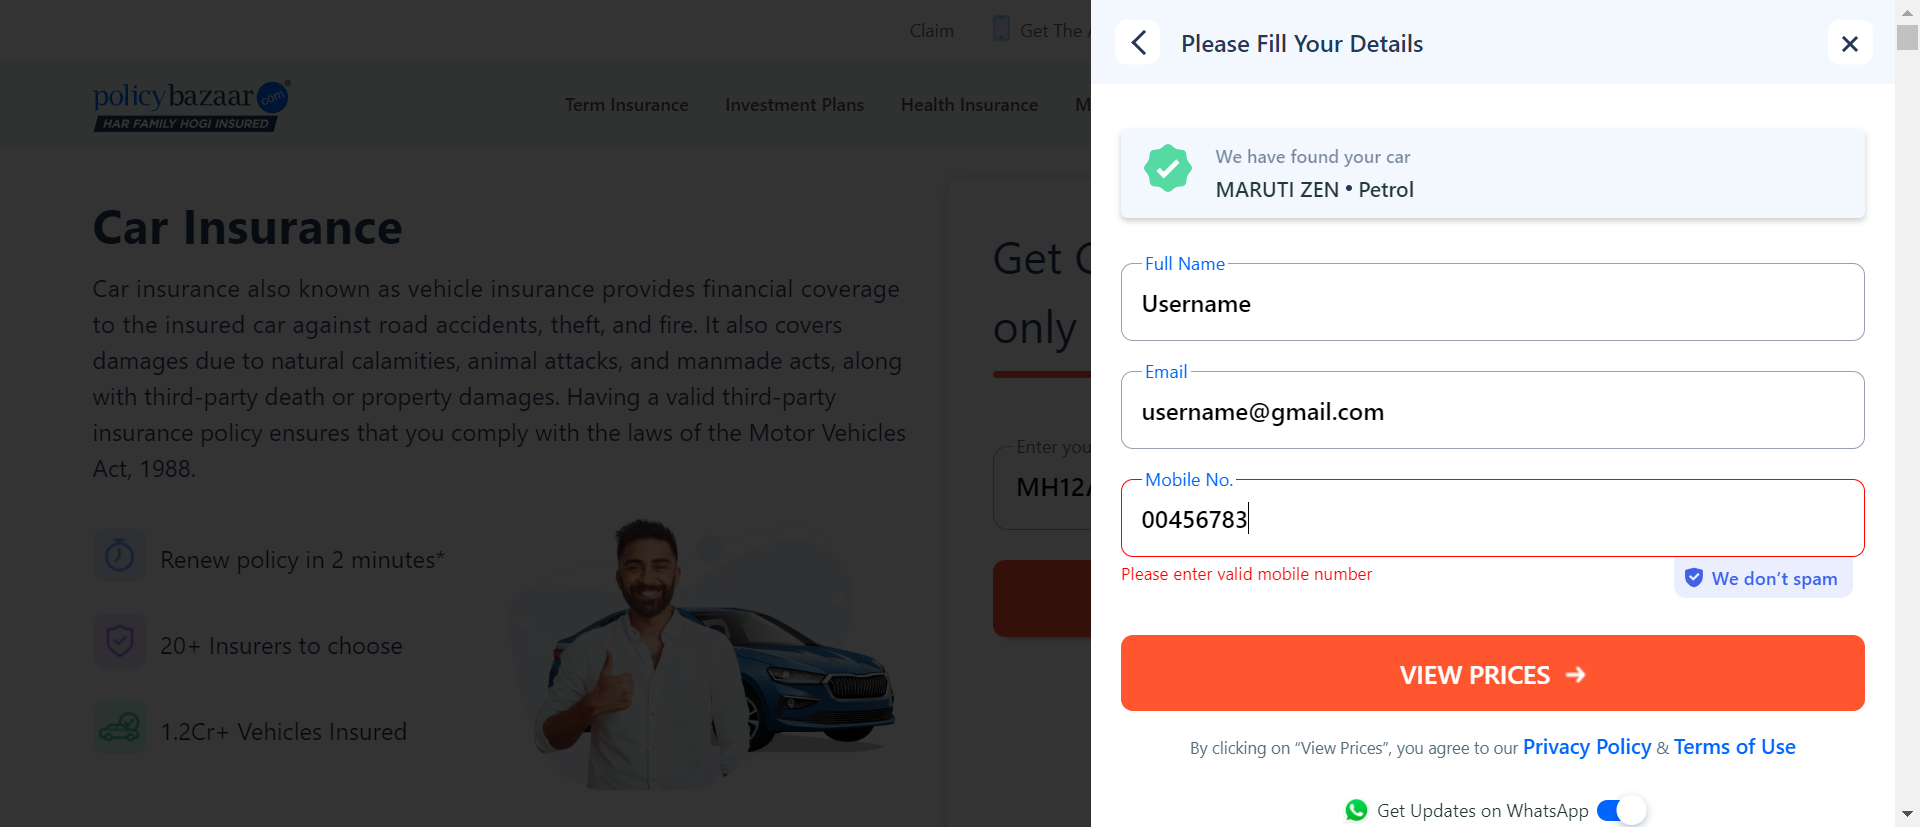 Claim
Get The
policybazaar.com
HAR FAMILY HOGI INSURED
Term Insurance
Investment Plans
Health Insurance
M
Car Insurance
Car insurance also known as vehicle insurance provides financial coverage
to the insured car against road accidents, theft, and fire. It also covers
damages due to natural calamities, animal attacks, and manmade acts, along
with third-party death or property damages. Having a valid third-party
insurance policy ensures that you comply with the laws of the Motor Vehicles
Act, 1988.
Renew policy in 2 minutes*
20+ Insurers to choose
1.2Cr+ Vehicles Insured
Get
only
Enter you
MH12A
Please Fill Your Details
We have found your car
MARUTI ZEN • Petrol
Full Name
Username
Email
username@gmail.com
Mobile No.
00456783
Please enter valid mobile number
We don’t spam
VIEW PRICES
By clicking on “View Prices”, you agree to our Privacy Policy & Terms of Use
Get Updates on WhatsApp